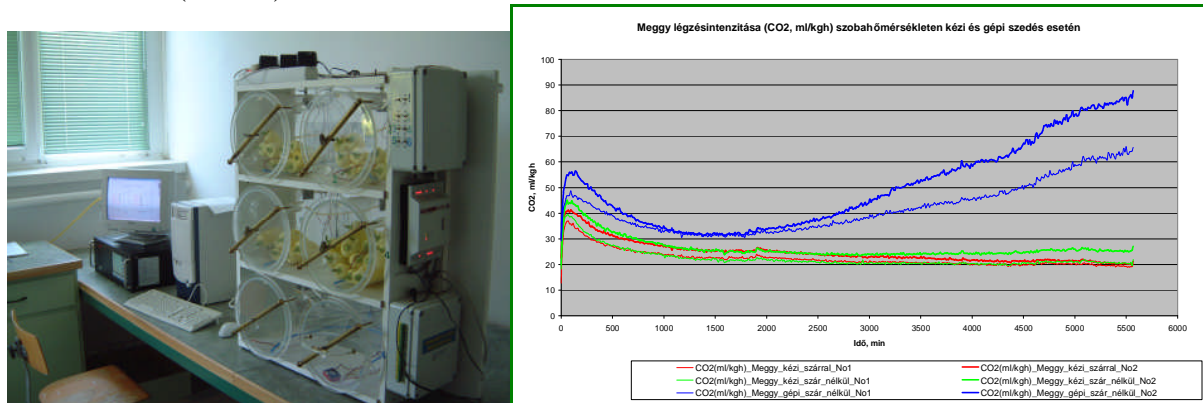 Meggy légzésintenzitása (CO2, ml/kgh) szobahőmérsékleten kézi és gépi szedés esetén
100
90
80
70
60
50
40
30
20
10
0
CO2, ml/kgh
0 500 1000 1500 2000 2500 3000 3500 4000 4500 5000 5500 6000
Idő, min
CO2(ml/kgh)_Meggy_kézi_szárral_No1 CO2(ml/kgh)_Meggy_kézi_szárral_No2
CO2(ml/kgh)_Meggy_kézi_szár_nélkül_No1 CO2(ml/kgh)_Meggy_kézi_szár_nélkül_No2
CO2(ml/kgh)_Meggy_gépi_szár_nélkül_No1 CO2(ml/kgh)_Meggy_gépi_szár_nélkül_No2